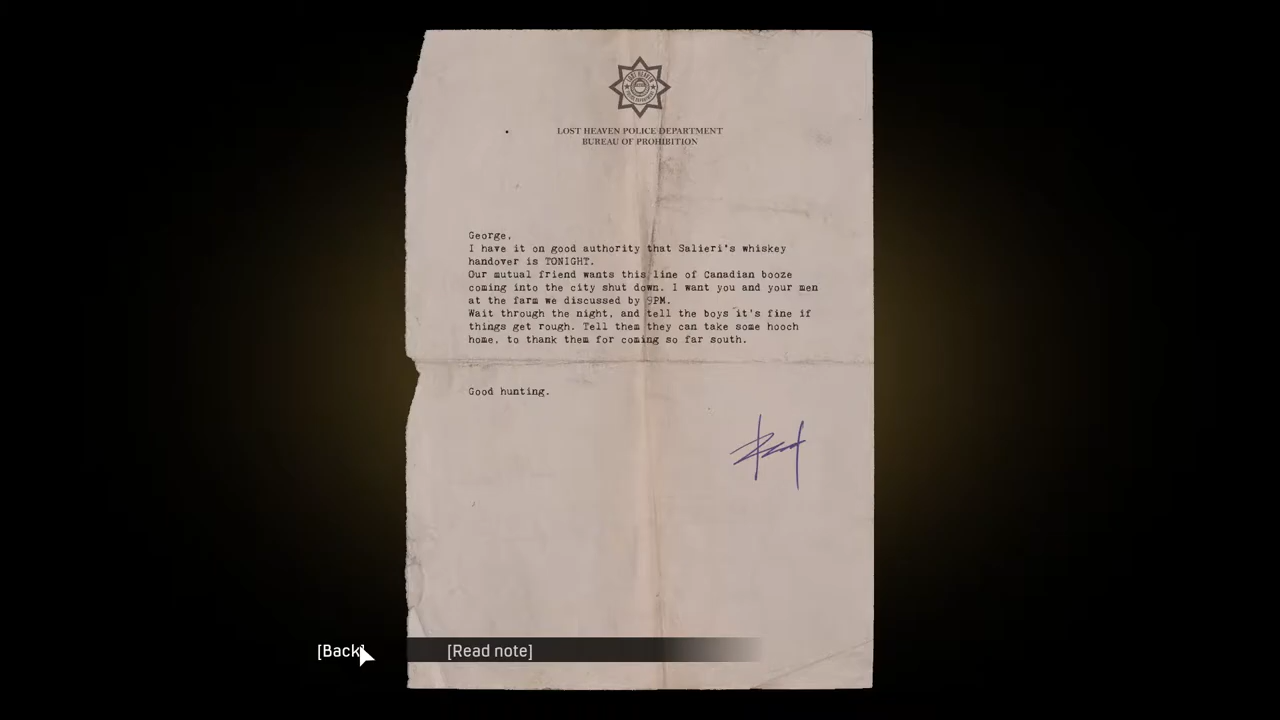 LOST HEAVEN
LOST HEAVEN POLICE DEPARTMENT
BUREAU OF PROHIBITION
George,
I have it on good authority that Salieri's whiskey
handover is TONIGHT.
Our mutual friend wants this line of Canadian booze
coming into the city shut down. I want you and your men
at the farm we discussed by 9PM.
Wait through the night, and tell the boys it's fine if
things get rough. Tell them they can take some hooch
home, to thank them for coming so far south.
Good hunting.
[Back]
[Read note]